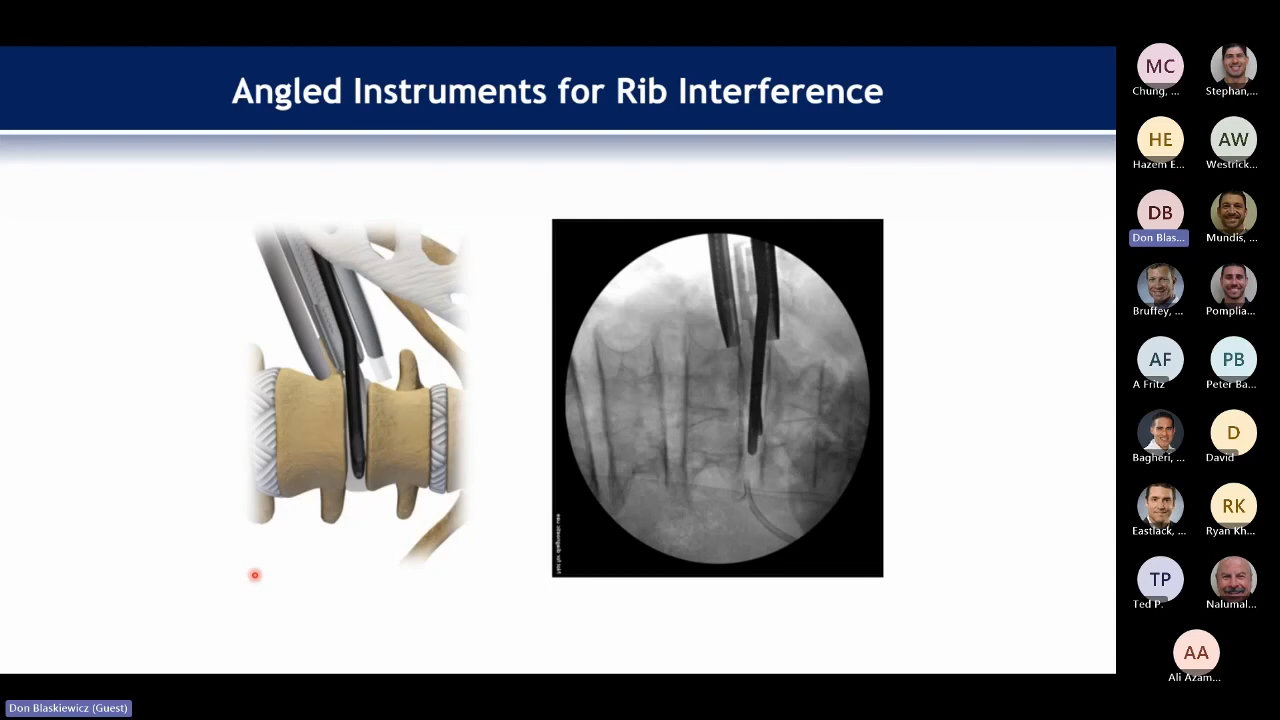 Angled Instruments for Rib Interference
MC
Chung, ...
Stephan,...
HE
Hazem E...
AW
Westrick...
DB
Don Blas...
Mundis, ...
Bruffey, ...
Pomplia...
AF
A Fritz
PB
Peter Ba...
Bagheri, ...
D
David
Eastlack, ...
RK
Ryan Kh...
TP
Ted P.
Nalumal...
AA
Ali Azam...
Don Blaskiewicz (Guest)